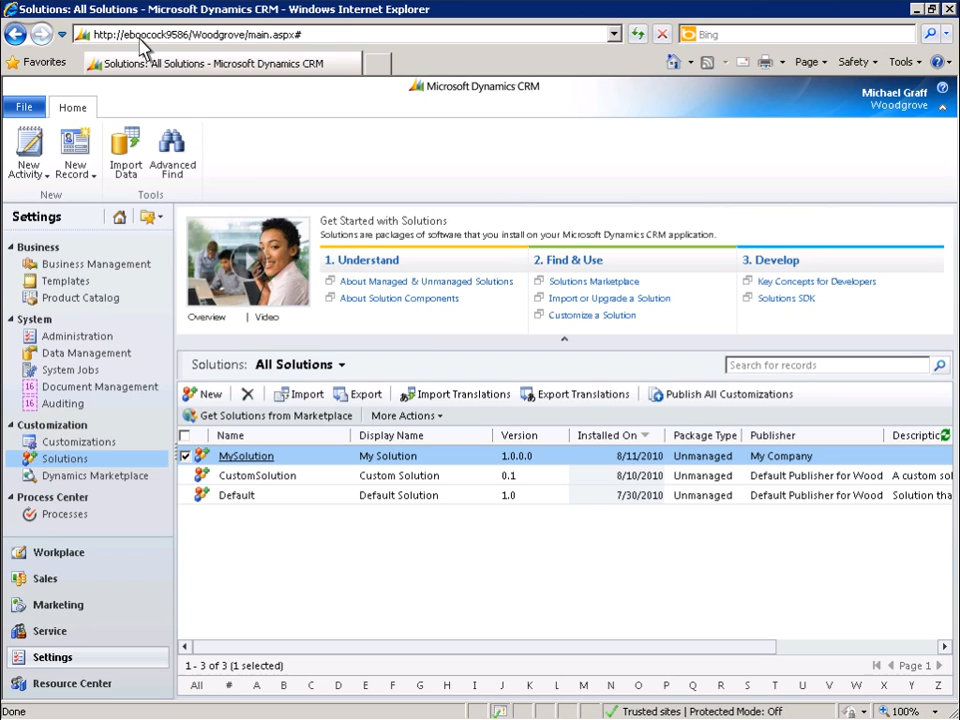 Solutions: All Solutions - Microsoft Dynamics CRM - Windows Internet Explorer
http://ebocock9586/Woodgrove/main.aspx#
Bing
Favorites
Solutions: All Solutions - Microsoft Dynamics CRM
Page
Safety
Tools
Microsoft Dynamics CRM
Michael Graff
Woodgrove
File
Home
New Activity
New Record
Import Data
Advanced Find
New
Tools
Settings
Business
Business Management
Templates
Product Catalog
System
Administration
Data Management
System Jobs
16 Document Management
16 Auditing
Customization
Customizations
Solutions
Dynamics Marketplace
Process Center
Processes
Workplace
Sales
Marketing
Service
Settings
Resource Center
Get Started with Solutions
Solutions are packages of software that you install on your Microsoft Dynamics CRM application.
1. Understand
About Managed & Unmanaged Solutions
About Solution Components
2. Find & Use
Solutions Marketplace
Import or Upgrade a Solution
Customize a Solution
3. Develop
Key Concepts for Developers
Solutions SDK
Overview | Video
Solutions: All Solutions
Search for records
New Import Export Import Translations Export Translations Publish All Customizations
Get Solutions from Marketplace More Actions
Name Display Name Version Installed On Package Type Publisher Descriptic
MySolution My Solution 1.0.0.0 8/11/2010 Unmanaged My Company
CustomSolution Custom Solution 0.1 8/10/2010 Unmanaged Default Publisher for Wood A custom sol
Default Default Solution 1.0 7/30/2010 Unmanaged Default Publisher for Wood Solution tha
1 - 3 of 3 (1 selected)
Page 1
All # A B C D E F G H I J K L M N O P Q R S T U V W X Y Z
Done
Trusted sites | Protected Mode: Off
100%